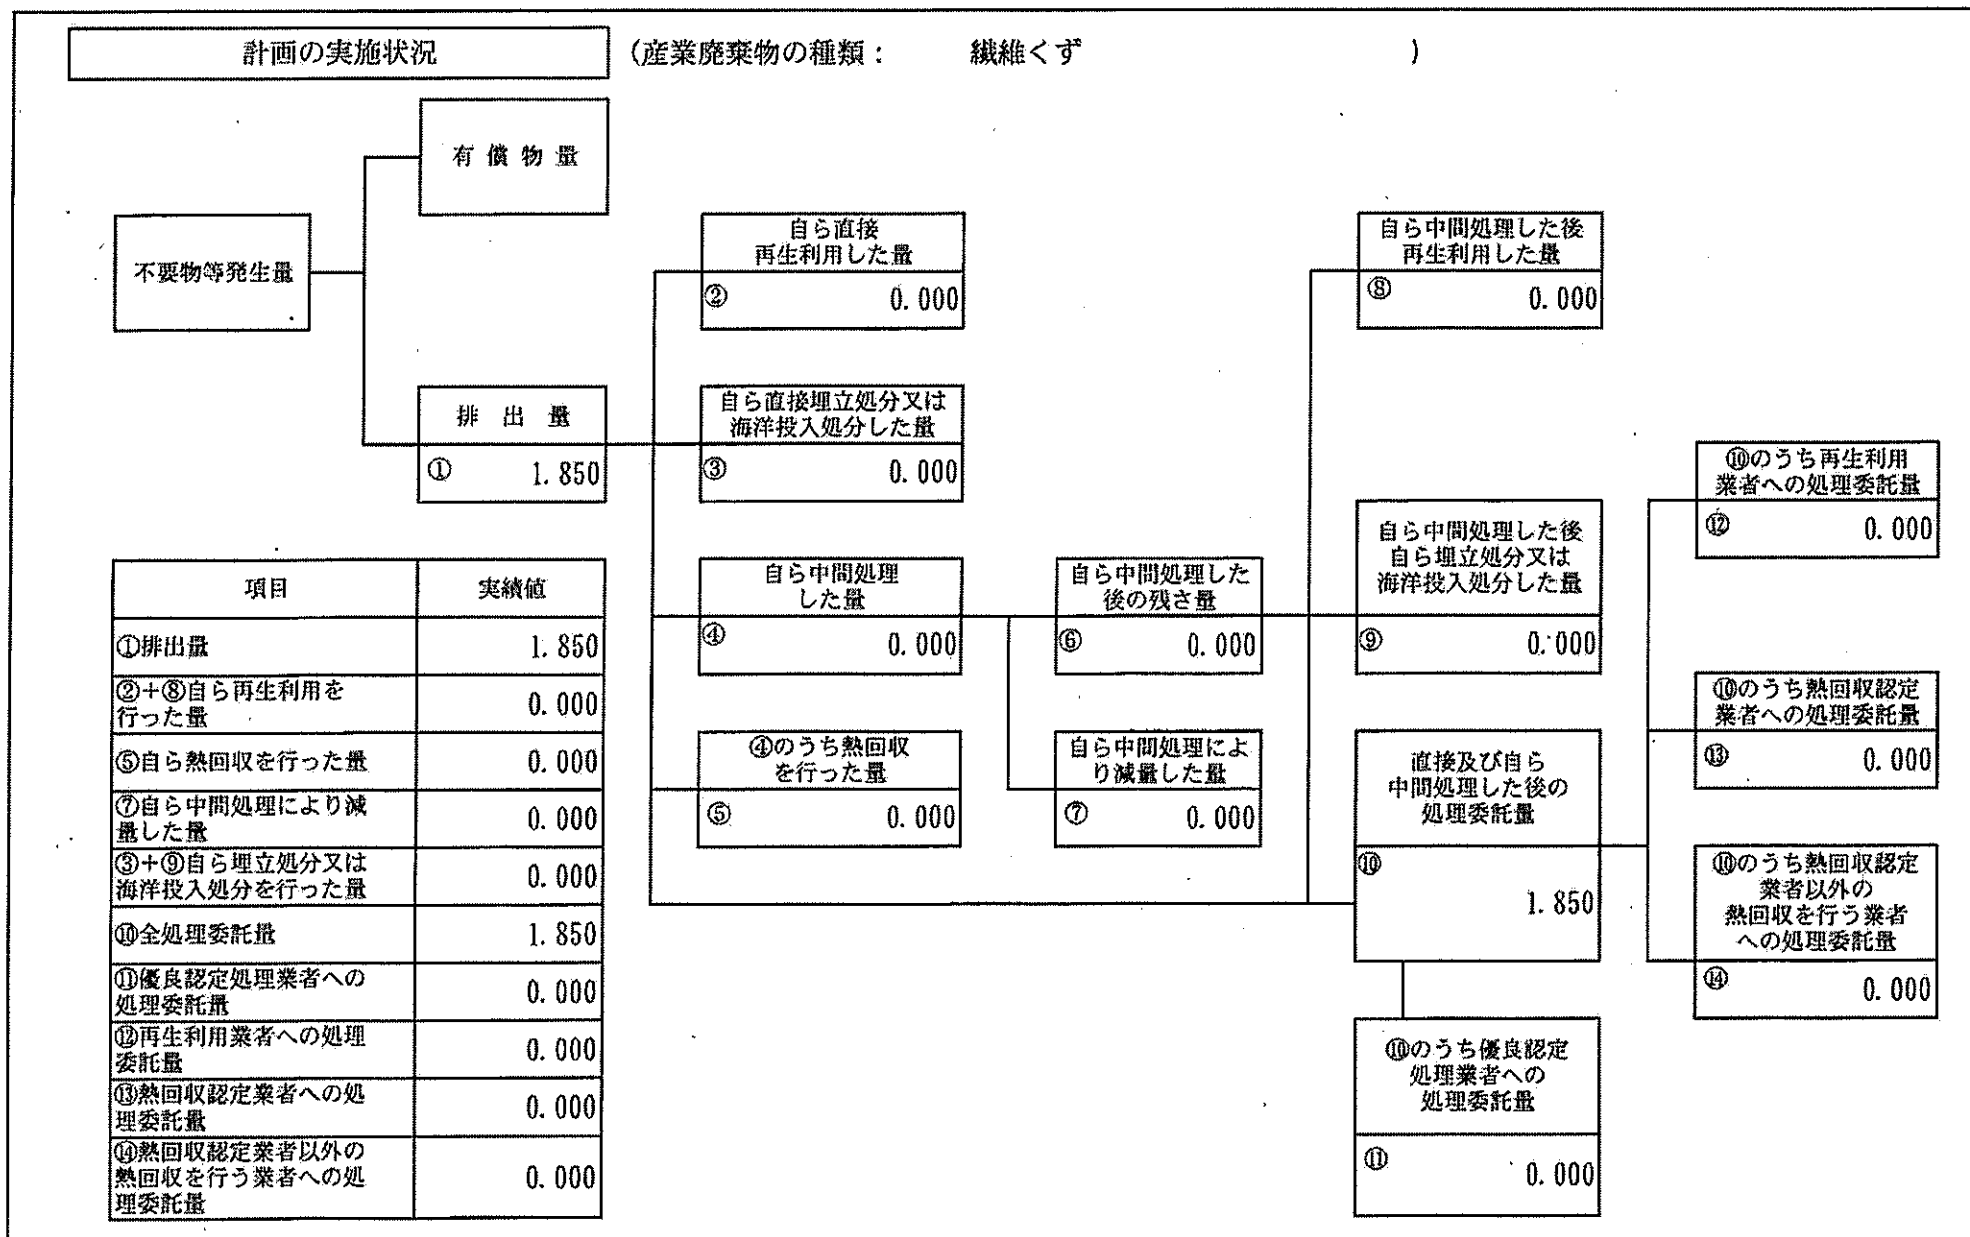 計画の実施状況 (産業廃棄物の種類: 繊維くず )
有償物量
不要物等発生量
排出量
① 1.850
自ら直接
再生利用した量
② 0.000
自ら直接埋立処分又は
海洋投入処分した量
③ 0.000
自ら中間処理
した量
④ 0.000
④のうち熱回収
を行った量
⑤ 0.000
自ら中間処理した
後の残さ量
⑥ 0.000
自ら中間処理によ
り減量した量
⑦ 0.000
自ら中間処理した後
再生利用した量
⑧ 0.000
自ら中間処理した後
自ら埋立処分又は
海洋投入処分した量
⑨ 0.000
直接及び自ら
中間処理した後の
処理委託量
⑩
1.850
⑩のうち優良認定
処理業者への
処理委託量
⑪ 0.000
⑩のうち再生利用
業者への処理委託量
⑫ 0.000
⑩のうち熱回収認定
業者への処理委託量
⑬ 0.000
⑩のうち熱回収認定
業者以外の
熱回収を行う業者
への処理委託量
⑭ 0.000
項目 実績値
①排出量 1.850
②+⑧自ら再生利用を
行った量 0.000
⑤自ら熱回収を行った量 0.000
⑦自ら中間処理により減
量した量 0.000
③+⑨自ら埋立処分又は
海洋投入処分を行った量 0.000
⑩全処理委託量 1.850
⑪優良認定処理業者への
処理委託量 0.000
⑫再生利用業者への処理
委託量 0.000
⑬熱回収認定業者への処
理委託量 0.000
⑭熱回収認定業者以外の
熱回収を行う業者への処
理委託量 0.000